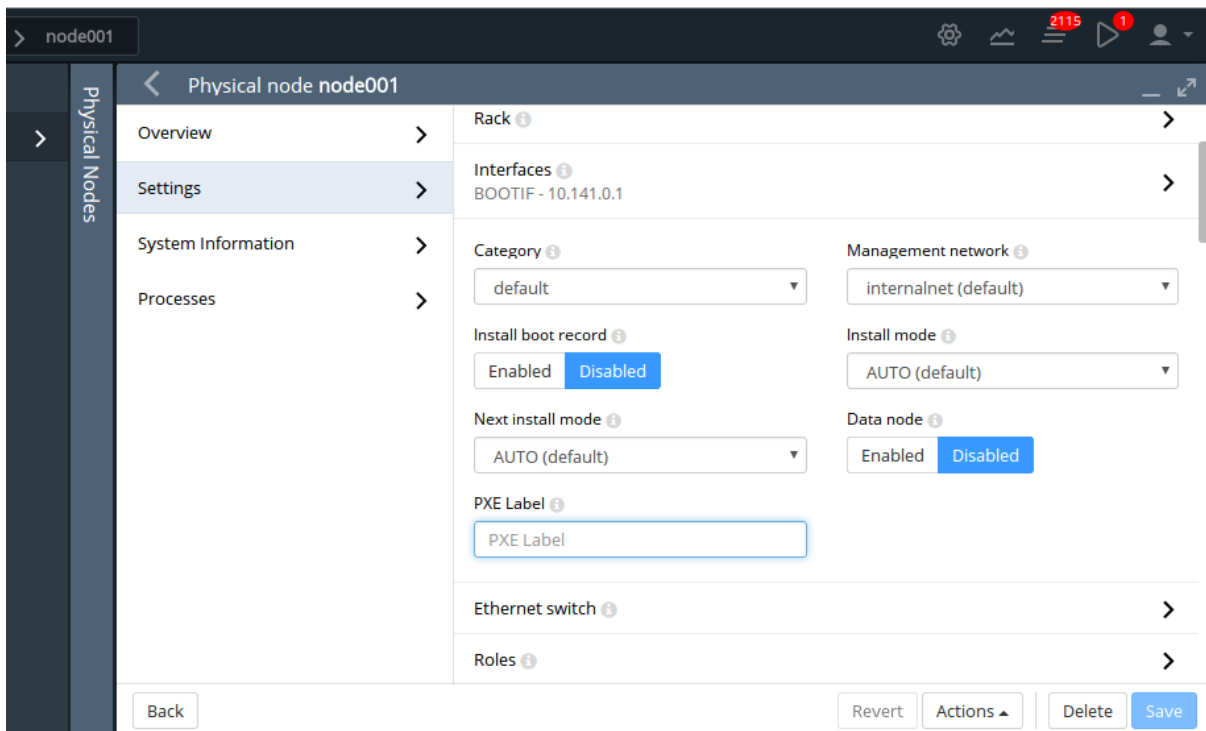 node001
2115
1
Physical Nodes
Physical node node001
Overview
Settings
System Information
Processes
Rack
Interfaces
BOOTIF - 10.141.0.1
Category
Management network
default
internalnet (default)
Install boot record
Install mode
Enabled
Disabled
AUTO (default)
Next install mode
Data node
AUTO (default)
Enabled
Disabled
PXE Label
PXE Label
Ethernet switch
Roles
Back
Revert
Actions
Delete
Save